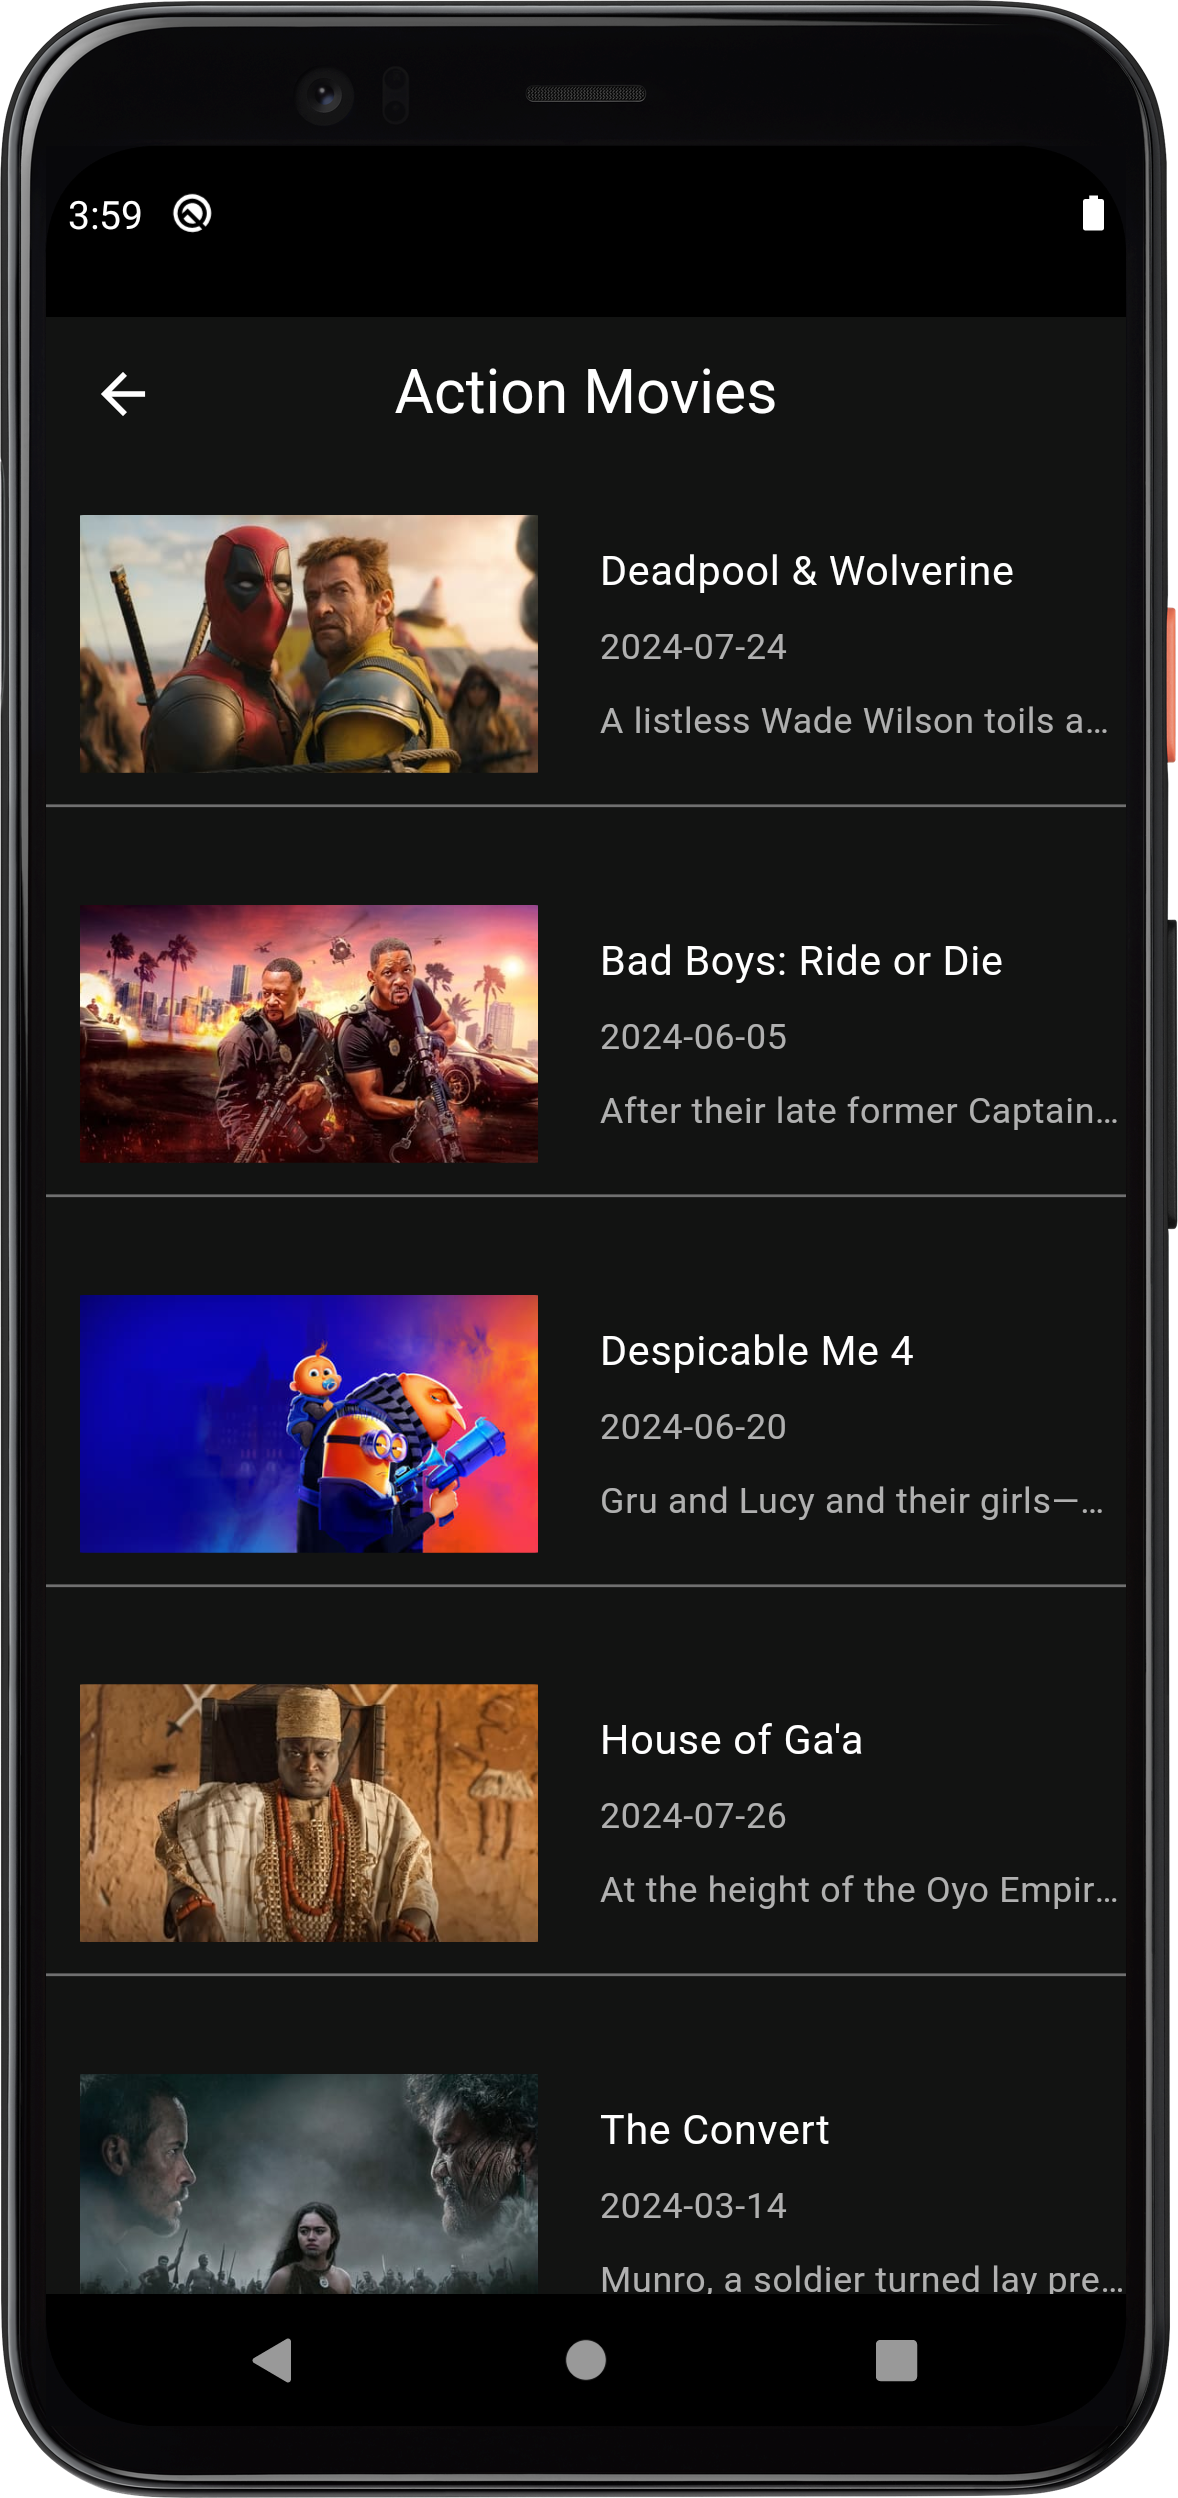 3:59
Action Movies
Deadpool & Wolverine
2024-07-24
A listless Wade Wilson toils a…
Bad Boys: Ride or Die
2024-06-05
After their late former Captain…
Despicable Me 4
2024-06-20
Gru and Lucy and their girls—…
House of Ga'a
2024-07-26
At the height of the Oyo Empir…
The Convert
2024-03-14
Munro, a soldier turned lay pre…